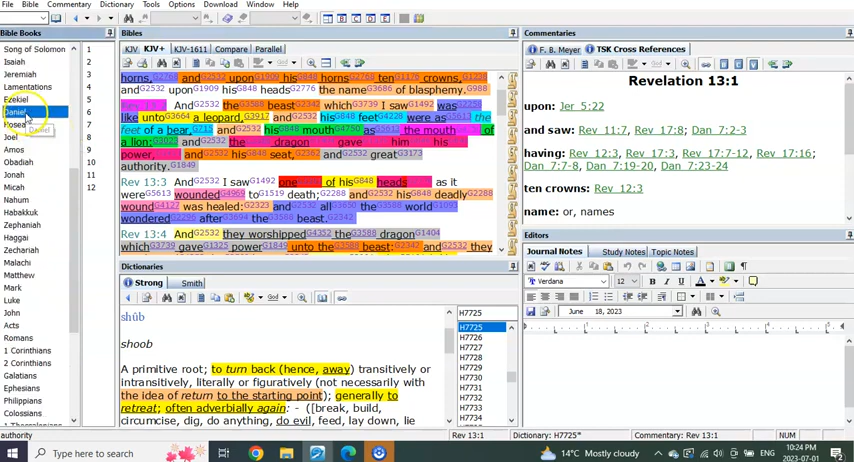 File Bible Commentary Dictionary Tools Options Download Window Help
Bible Books
Song of Solomon 1
Isaiah 2
Jeremiah 3
Lamentations 4
Ezekiel 5
Daniel 6
Hosea 7
Daniel
Joel 8
Amos 9
Obadiah 10
Jonah 11
Micah 12
Nahum
Habakkuk
Zephaniah
Haggai
Zechariah
Malachi
Matthew
Mark
Luke
John
Acts
Romans
1 Corinthians
2 Corinthians
Galatians
Ephesians
Philippians
Colossians
1 Thessalonians
Bibles
KJV KJV+ KJV-1611 Compare Parallel
horns,G2768 and G2532 upon G1909 his G848 horns G2768 ten G1176 crowns,G1238
and G2532 upon G1909 his G848 heads G2776 the name G3686 of blasphemy.G988
And G2532 the beast G2342 which G3739 I saw G1492 was G2258
like unto G3664 a leopard,G3917 and G2532 his G848 feet G4228 were as G5613
the feet of a bear,G715 and G2532 his G848 mouth G4750 as G5613 the mouth G4750 of
a lion:G3023 and G2532 the dragon G1404 gave G1325 him G846 his G848
power,G1411 and G2532 his G848 seat,G2362 and G2532 great G3173
authority.G1849
Rev 13:3 And G2532 I saw G1492 one G3391 of his G848 heads G2776 as it
were G5613 wounded G4969 to G1519 death;G2288 and G2532 his G848 deadly G2288
wound G4127 was healed:G2323 and G2532 all G3650 the world G1093
wondered G2296 after G3694 the beast.G2342
Rev 13:4 And G2532 they worshipped G4352 the G3588 dragon G1404
which G3739 gave G1325 power G1849 unto the G3588 beast:G2342 and G2532 they
Dictionaries
Strong Smith
shûb
shoob
A primitive root; to turn back (hence, away) transitively or
intransitively, literally or figuratively (not necessarily with
the idea of return to the starting point); generally to
retreat; often adverbially again: - ([break, build,
circumcise, dig, do anything, do evil, feed, lay down, lie
H7725
H7725
H7726
H7727
H7728
H7729
H7730
H7731
H7732
H7733
H7734
Commentaries
F. B. Meyer TSK Cross References
Revelation 13:1
upon: Jer 5:22
and saw: Rev 11:7, Rev 17:8; Dan 7:2-3
having: Rev 12:3, Rev 17:3, Rev 17:7-12, Rev 17:16;
Dan 7:7-8, Dan 7:19-20, Dan 7:23-24
ten crowns: Rev 12:3
name: or, names
Editors
Journal Notes Study Notes Topic Notes
Verdana 12 B I U A
June 18, 2023
authority Rev 13:1 Dictionary: H7725* Commentary: Rev 13:1 NUM
Type here to search
14°C Mostly cloudy ENG 10:24 PM
2023-07-01
2